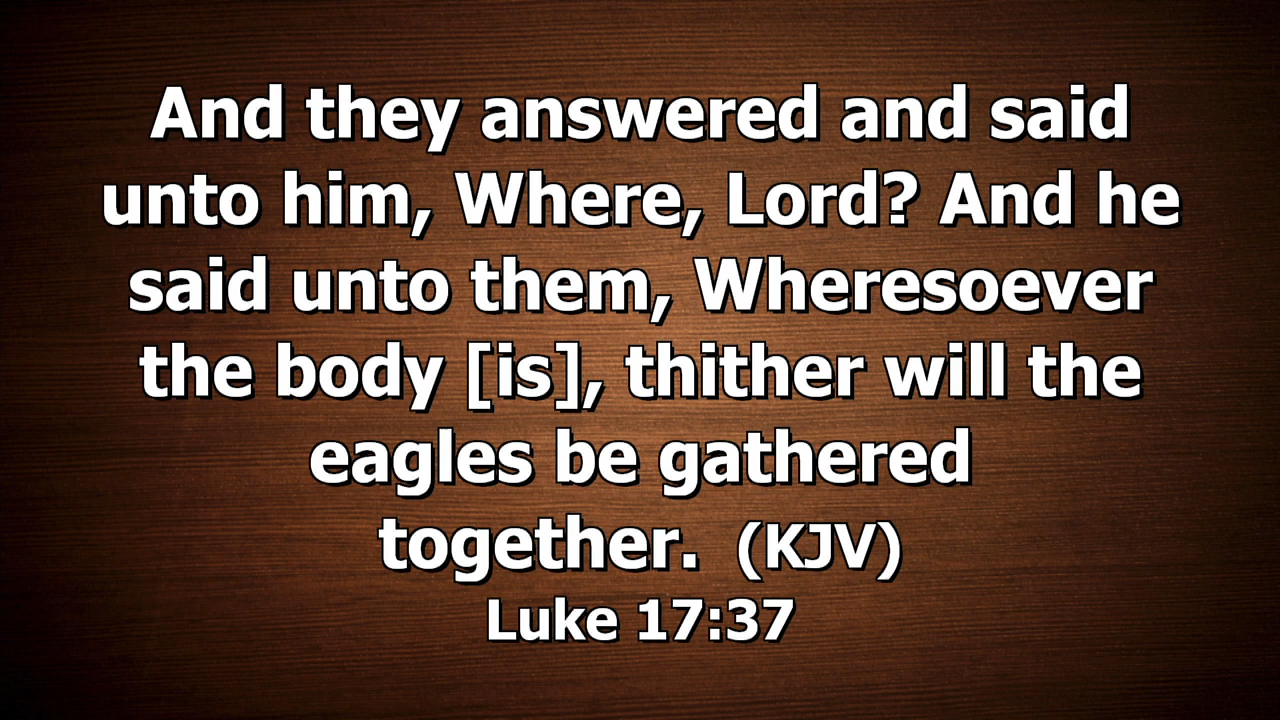 And they answered and said
unto him, Where, Lord? And he
said unto them, Wheresoever
the body [is], thither will the
eagles be gathered
together.  (KJV)
Luke 17:37